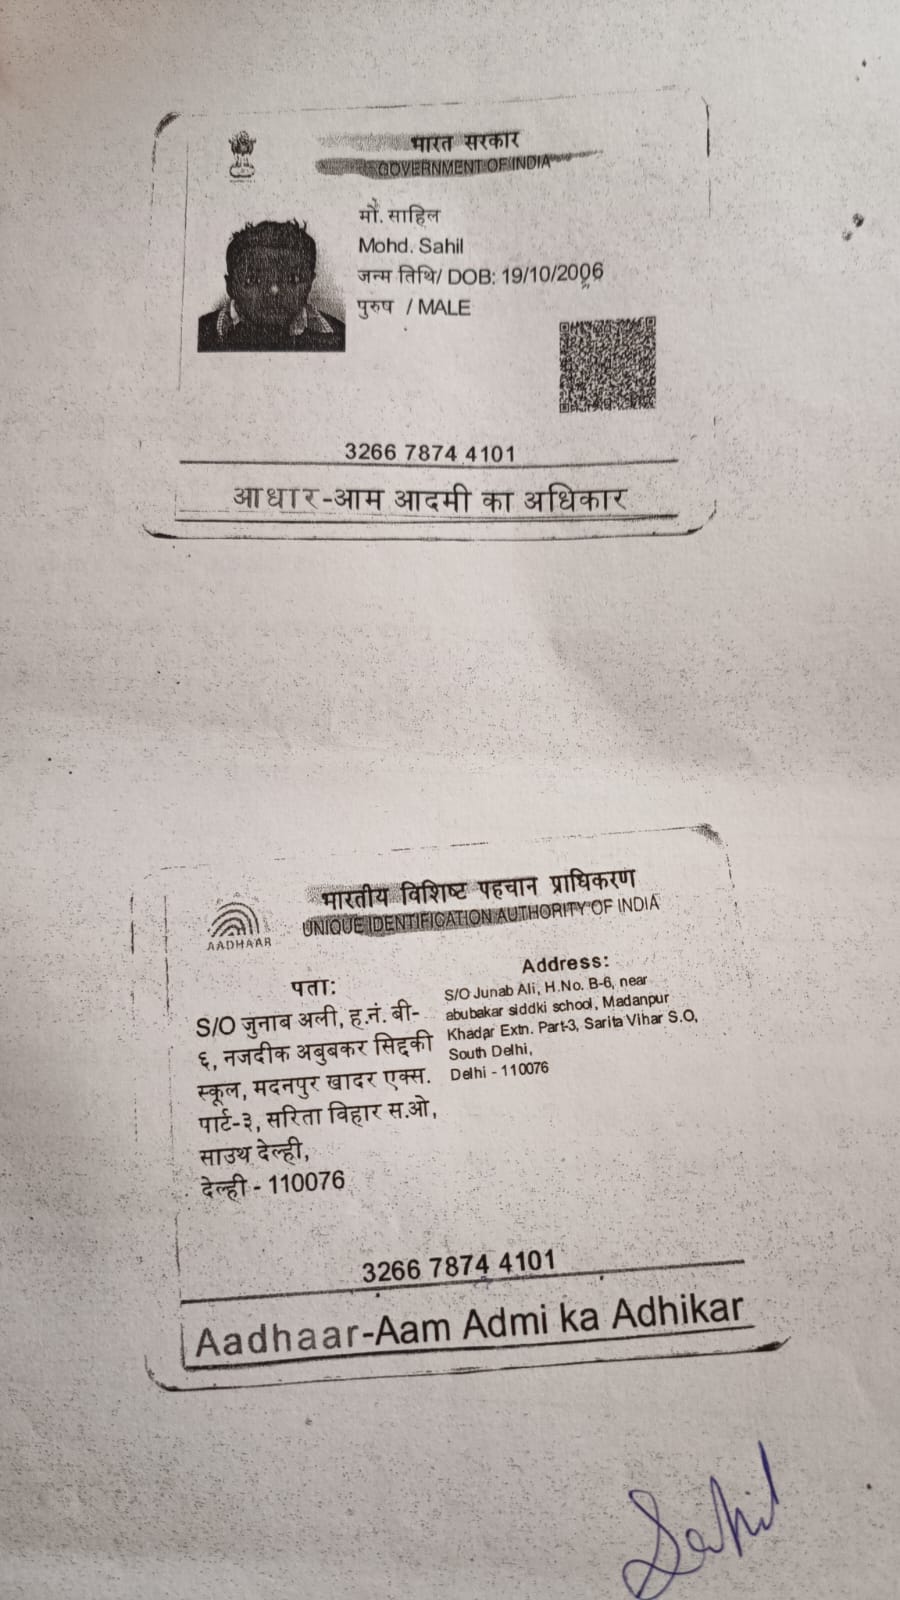 भारत सरकार
GOVERNMENT OF INDIA
मों. साहिल
Mohd. Sahil
जन्म तिथि/ DOB: 19/10/2006
पुरुष / MALE
3266 7874 4101
आधार-आम आदमी का अधिकार
भारतीय विशिष्ट पहचान प्राधिकरण
UNIQUE IDENTIFICATION AUTHORITY OF INDIA
AADHAAR
पता:
S/O जुनाब अली, ह.नं. बी-
६, नजदीक अबुबकर सिद्दकी
स्कूल, मदनपुर खादर एक्स.
पार्ट-३, सरिता विहार स.ओ,
साउथ देल्ही,
देल्ही - 110076
Address:
S/O Junab Ali, H.No. B-6, near
abubakar siddki school, Madanpur
Khadar Extn. Part-3, Sarita Vihar S.O,
South Delhi,
Delhi - 110076
3266 7874 4101
Aadhaar-Aam Admi ka Adhikar
Sahil